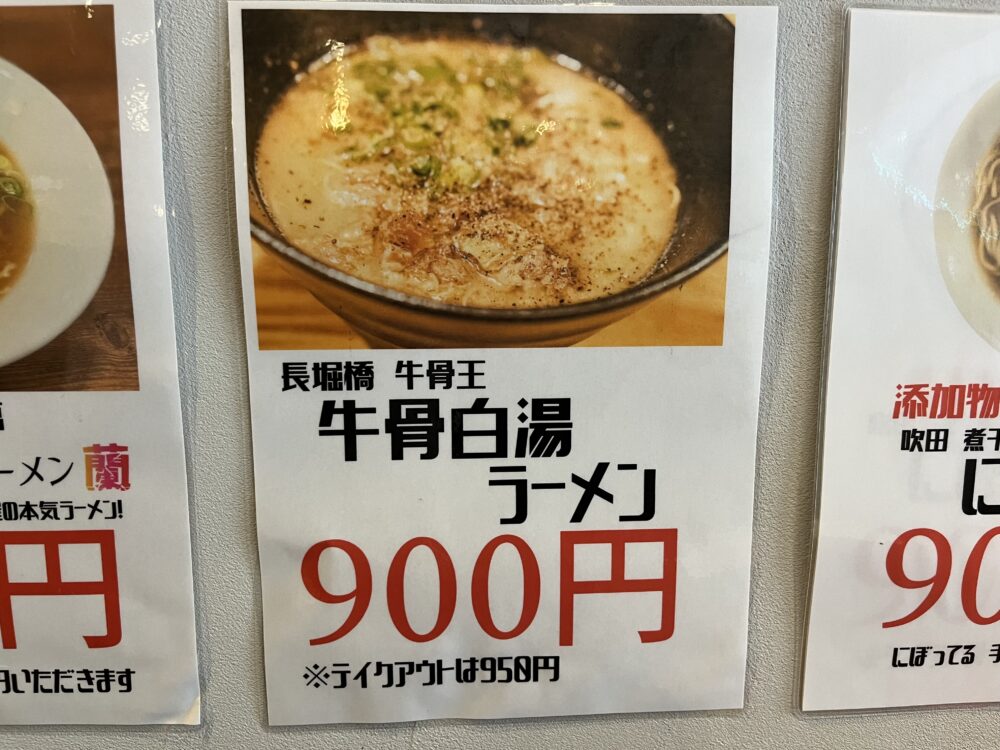 ーメン 蘭
の本気ラーメン!
円
いただきます
長堀橋 牛骨王
牛骨白湯
ラーメン
900円
※テイクアウトは950円
添加物
吹田 煮干
に
90
にぼってる 手